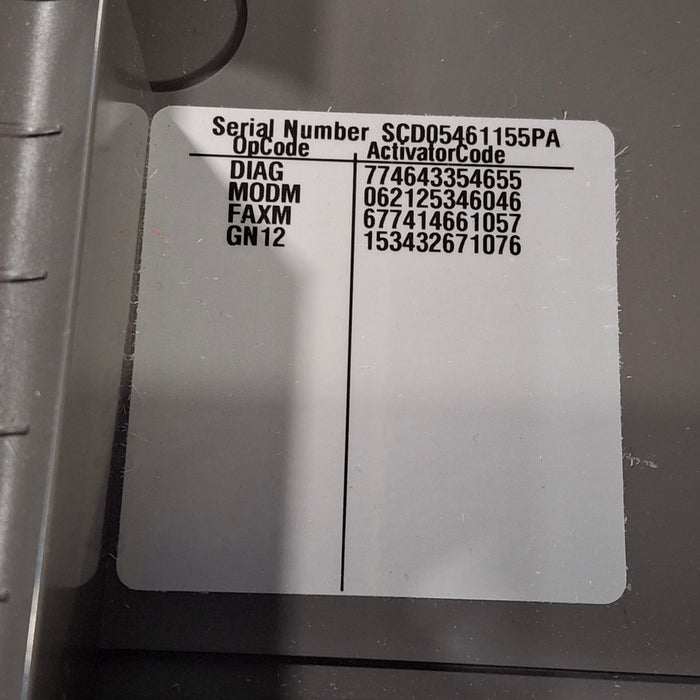 Serial Number SCD05461155PA
OpCode ActivatorCode
DIAG 774643354655
MODM 062125346046
FAXM 677414661057
GN12 153432671076